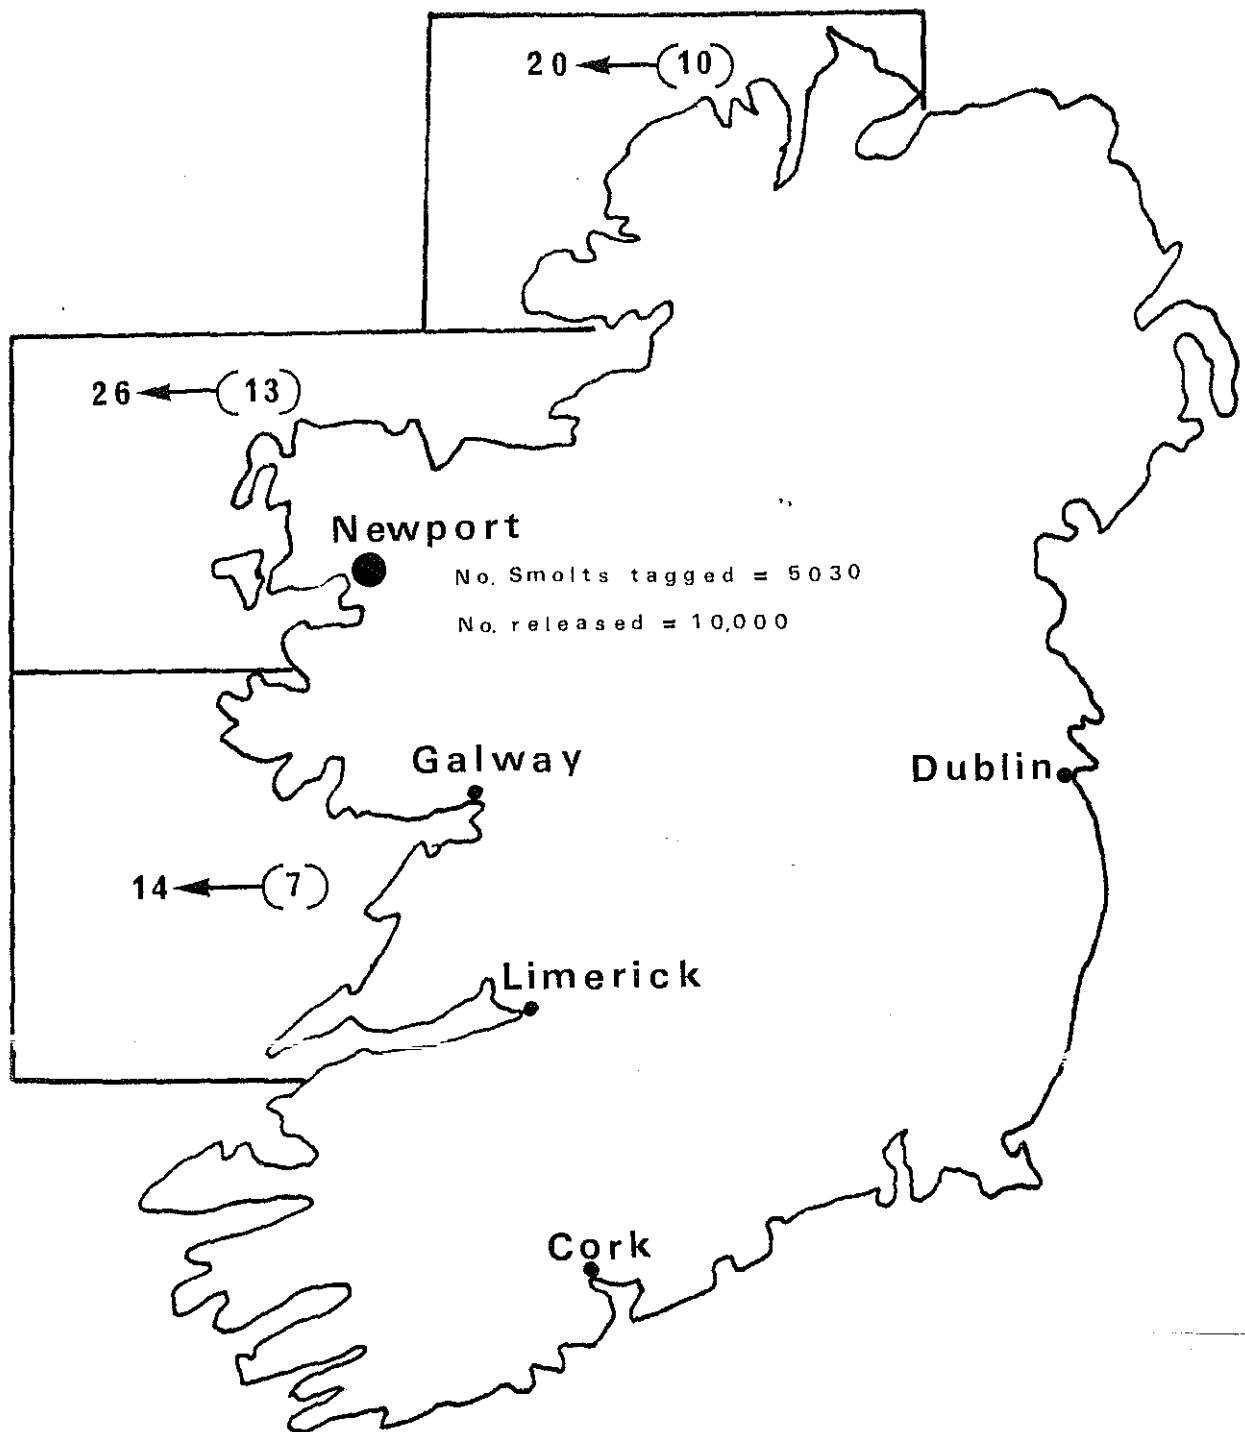 20 (10)
26 (13)
Newport
No. Smolts tagged = 5030
No. released = 10,000
Galway
Dublin
14 (7)
Limerick
Cork